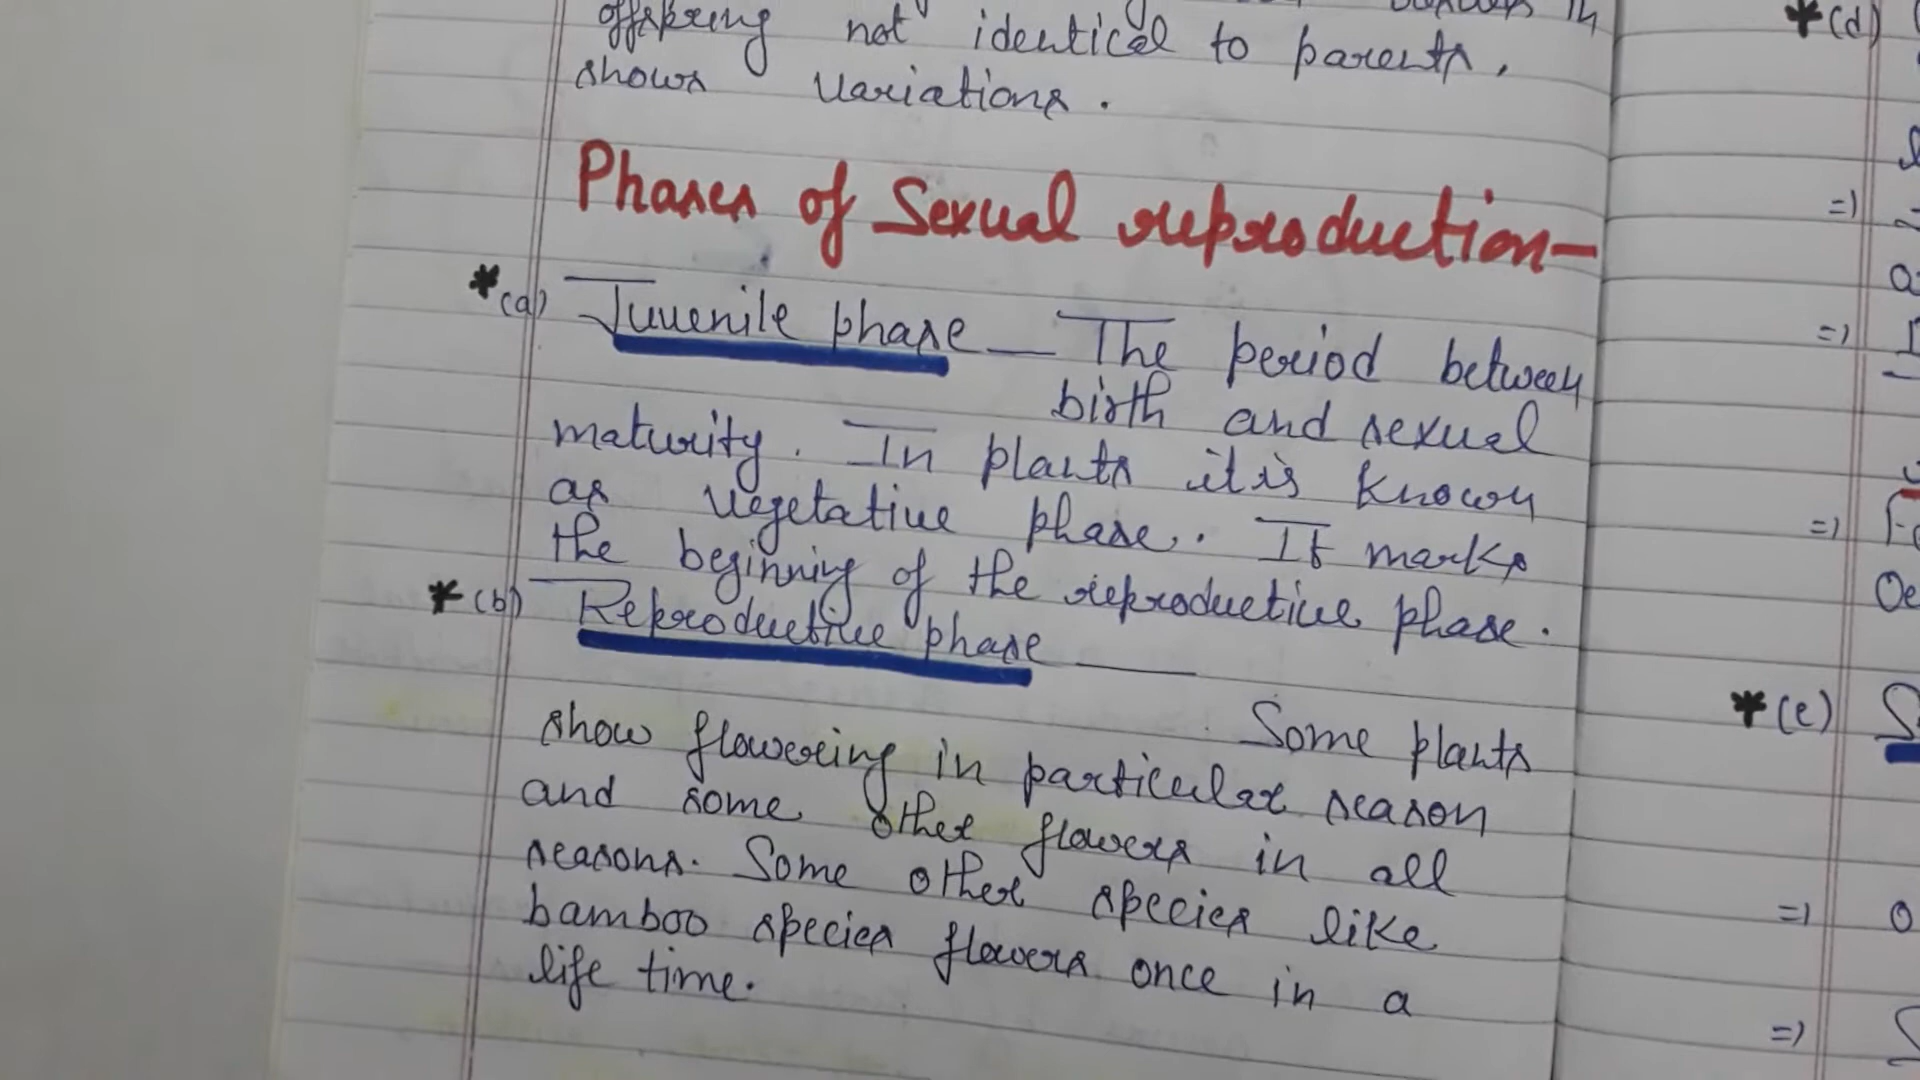 offspring not identical to parents,
shows variations.
Phases of Sexual reproduction-
*(a) Juvenile phase — The period between
birth and sexual
maturity. In plants it is known
as vegetative phase. It marks
the beginning of the reproductive phase.
*(b) Reproductive phase —
Some plants
show flowering in particular season
and some other flowers in all
seasons. Some other species like
bamboo species flowers once in a
life time.
*(d)
=)
=)
=)
*(e)
=)
=)